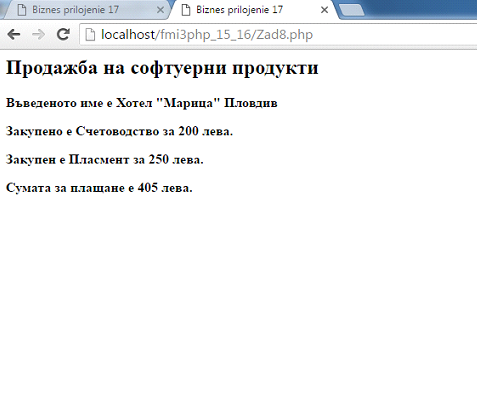 Biznes prilojenie 17
Biznes prilojenie 17
localhost/fmi3php_15_16/Zad8.php
Продажба на софтуерни продукти
Въведеното име е Хотел "Марица" Пловдив
Закупено е Счетоводство за 200 лева.
Закупен е Пласмент за 250 лева.
Сумата за плащане е 405 лева.